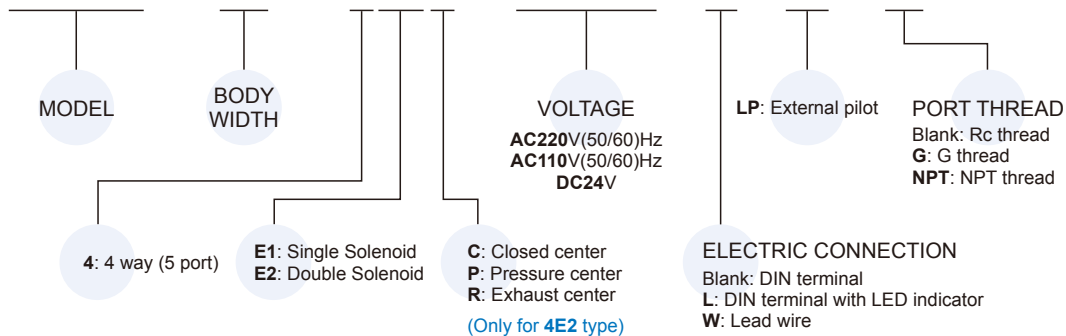 MODEL
BODY
WIDTH
VOLTAGE
AC220V(50/60)Hz
AC110V(50/60)Hz
DC24V
LP: External pilot
PORT THREAD
Blank: Rc thread
G: G thread
NPT: NPT thread
4: 4 way (5 port)
E1: Single Solenoid
E2: Double Solenoid
C: Closed center
P: Pressure center
R: Exhaust center
(Only for 4E2 type)
ELECTRIC CONNECTION
Blank: DIN terminal
L: DIN terminal with LED indicator
W: Lead wire